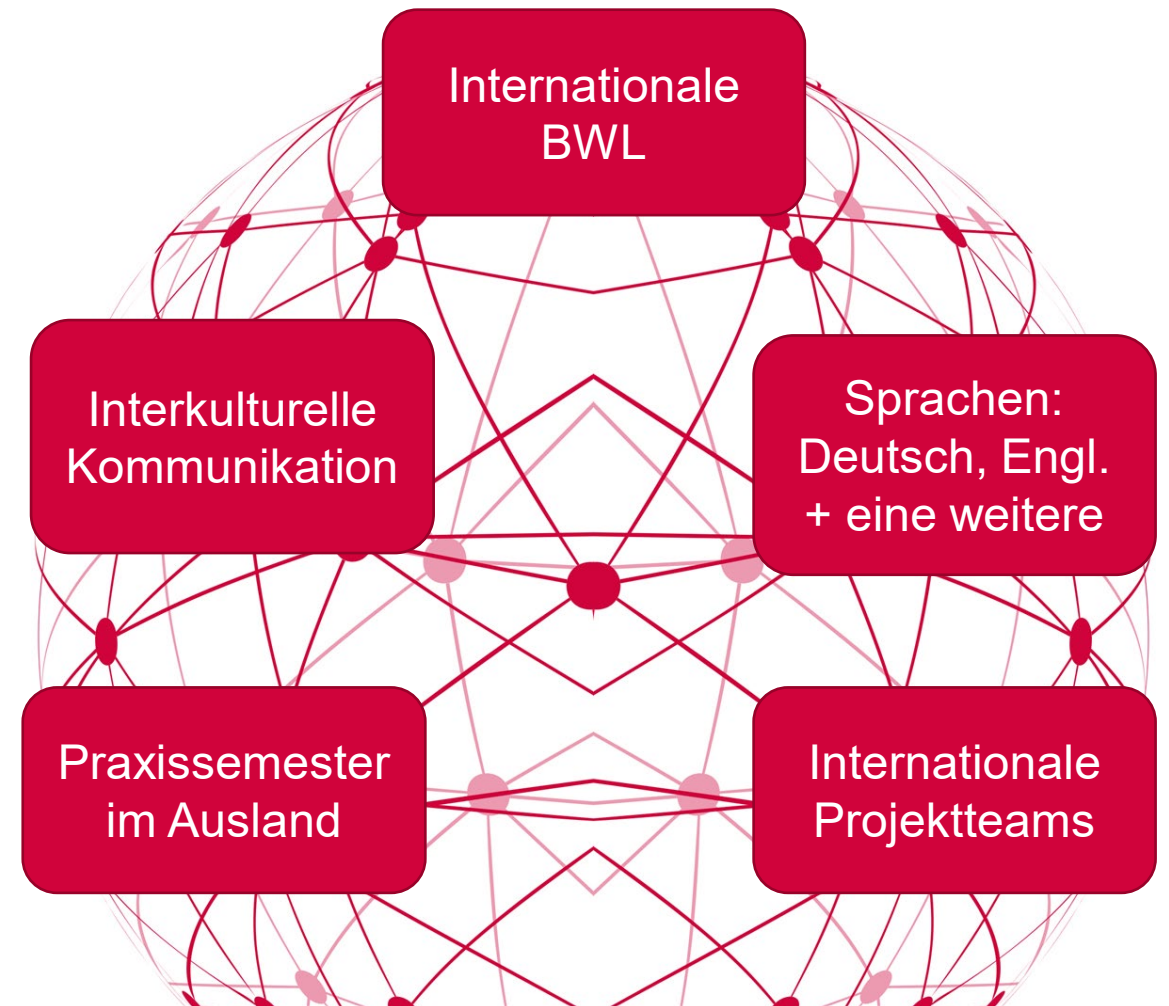 Internationale
BWL
Interkulturelle
Kommunikation
Sprachen:
Deutsch, Engl.
+ eine weitere
Praxissemester
im Ausland
Internationale
Projektteams